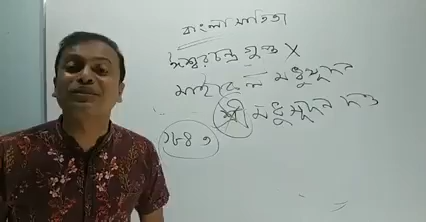 বাংলা সাহিত্য
ঈশ্বরচন্দ্র গুপ্ত X
মাইকেল মধুসূদন
শ্রী মধুসূদন দত্ত
১৮৪৩